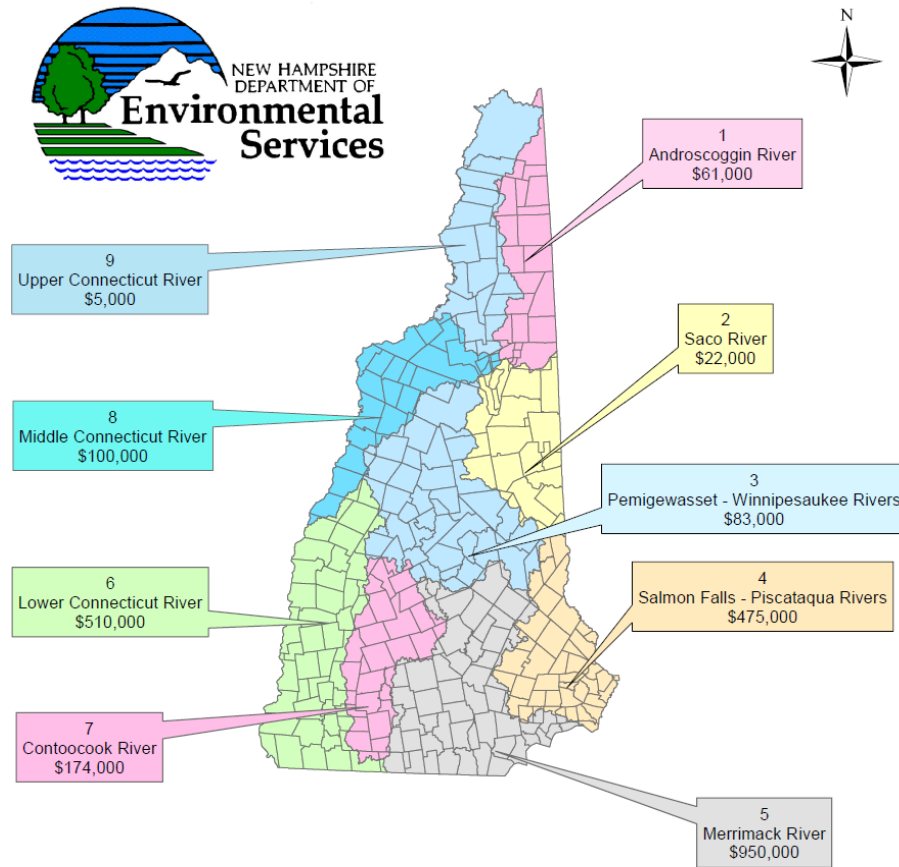 NEW HAMPSHIRE
DEPARTMENT OF
Environmental
Services
N
1
Androscoggin River
$61,000
9
Upper Connecticut River
$5,000
2
Saco River
$22,000
8
Middle Connecticut River
$100,000
3
Pemigewasset - Winnipesaukee Rivers
$83,000
6
Lower Connecticut River
$510,000
4
Salmon Falls - Piscataqua Rivers
$475,000
7
Contoocook River
$174,000
5
Merrimack River
$950,000